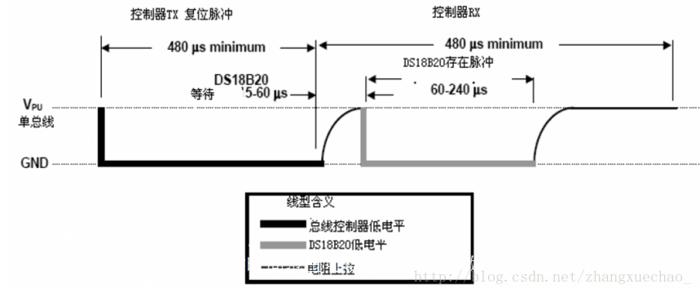 控制器TX 复位脉冲
控制器RX
480 µs minimum
480 µs minimum
DS18B20
等待 5-60 µs
DS18B20存在脉冲
60-240 µs
VPU
单总线
GND
线型含义
总线控制器低电平
DS18B20低电平
电阻上拉
http://blog.csdn.net/zhangxuechao_